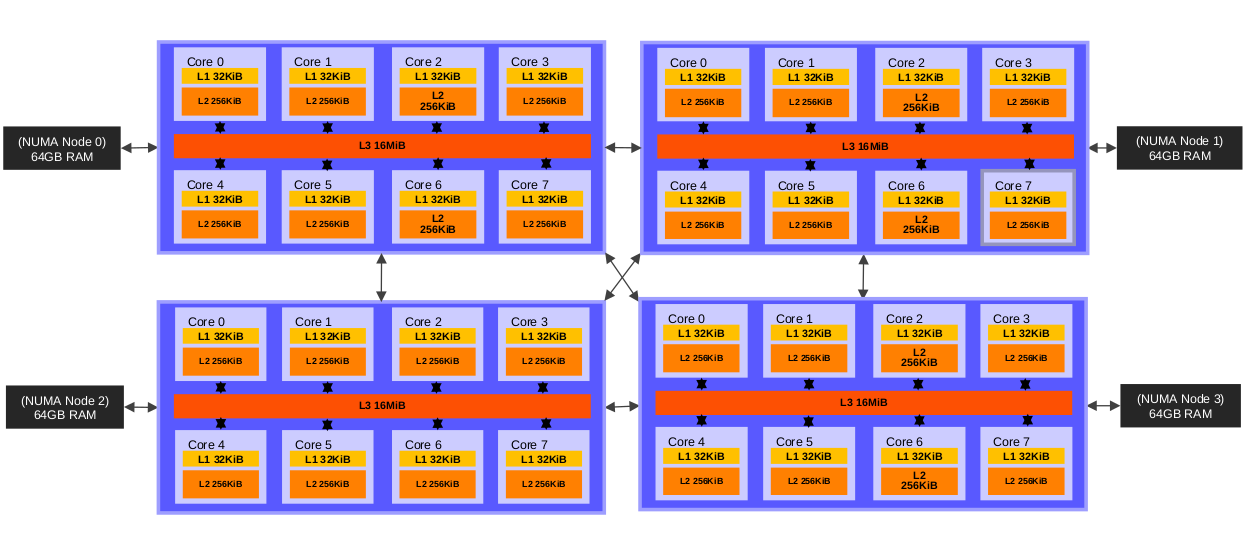 Core 0
L1 32KiB
L2 256KiB
Core 1
L1 32KiB
L2 256KiB
Core 2
L1 32KiB
L2
256KiB
Core 3
L1 32KiB
L2 256KiB
(NUMA Node 0)
64GB RAM
L3 16MiB
Core 4
L1 32KiB
L2 256KiB
Core 5
L1 32KiB
L2 256KiB
Core 6
L1 32KiB
L2
256KiB
Core 7
L1 32KiB
L2 256KiB
Core 0
L1 32KiB
L2 256KiB
Core 1
L1 32KiB
L2 256KiB
Core 2
L1 32KiB
L2
256KiB
Core 3
L1 32KiB
L2 256KiB
L3 16MiB
(NUMA Node 1)
64GB RAM
Core 4
L1 32KiB
L2 256KiB
Core 5
L1 32KiB
L2 256KiB
Core 6
L1 32KiB
L2
256KiB
Core 7
L1 32KiB
L2 256KiB
Core 0
L1 32KiB
L2 256KiB
Core 1
L1 32KiB
L2 256KiB
Core 2
L1 32KiB
L2 256KiB
Core 3
L1 32KiB
L2 256KiB
(NUMA Node 2)
64GB RAM
L3 16MiB
Core 4
L1 32KiB
L2 256KiB
Core 5
L1 32KiB
L2 256KiB
Core 6
L1 32KiB
L2 256KiB
Core 7
L1 32KiB
L2 256KiB
Core 0
L1 32KiB
L2 256KiB
Core 1
L1 32KiB
L2 256KiB
Core 2
L1 32KiB
L2
256KiB
Core 3
L1 32KiB
L2 256KiB
L3 16MiB
(NUMA Node 3)
64GB RAM
Core 4
L1 32KiB
L2 256KiB
Core 5
L1 32KiB
L2 256KiB
Core 6
L1 32KiB
L2
256KiB
Core 7
L1 32KiB
L2 256KiB